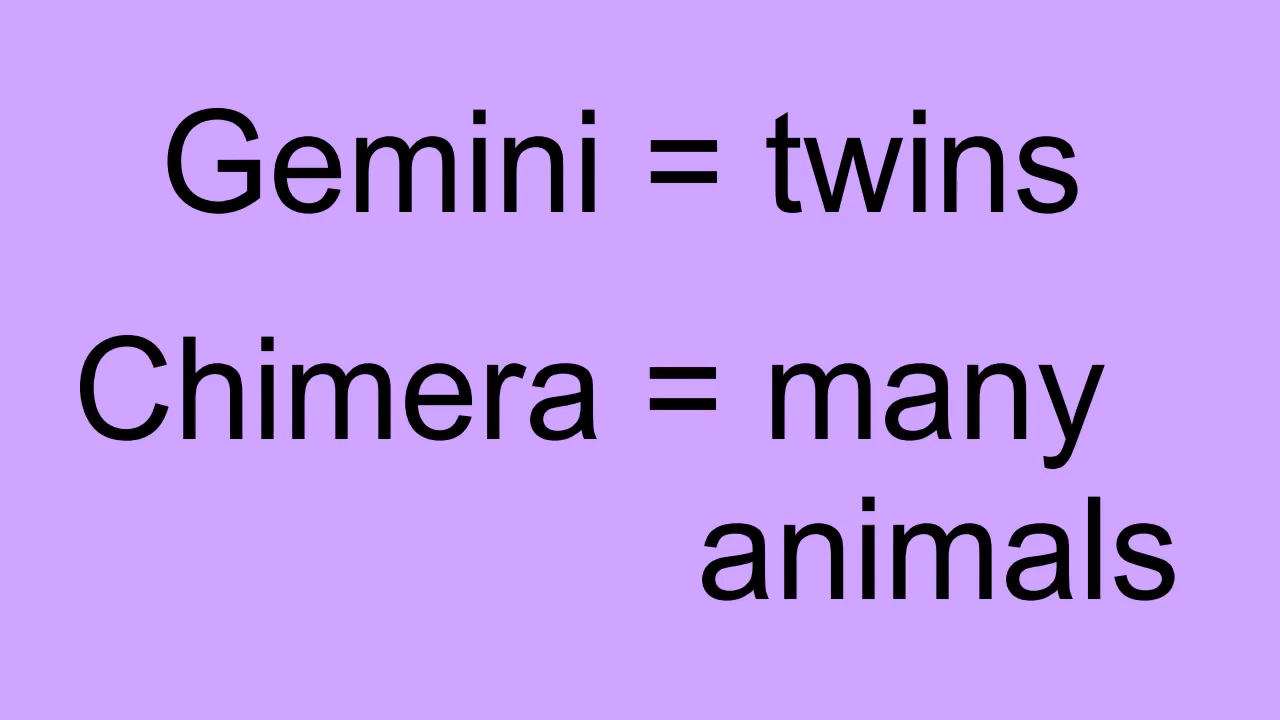 Gemini = twins
Chimera = many
animals